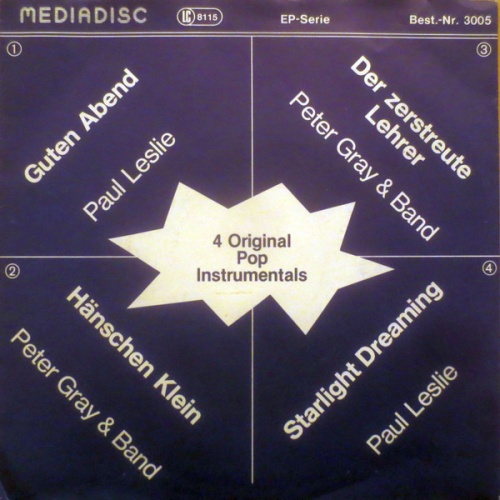 MEDIADISC LC 8115 EP-Serie Best.-Nr. 3005
1
Guten Abend
Paul Leslie
3
Der zerstreute
Lehrer
Peter Gray & Band
4 Original
Pop
Instrumentals
2
Hänschen Klein
Peter Gray & Band
4
Starlight Dreaming
Paul Leslie